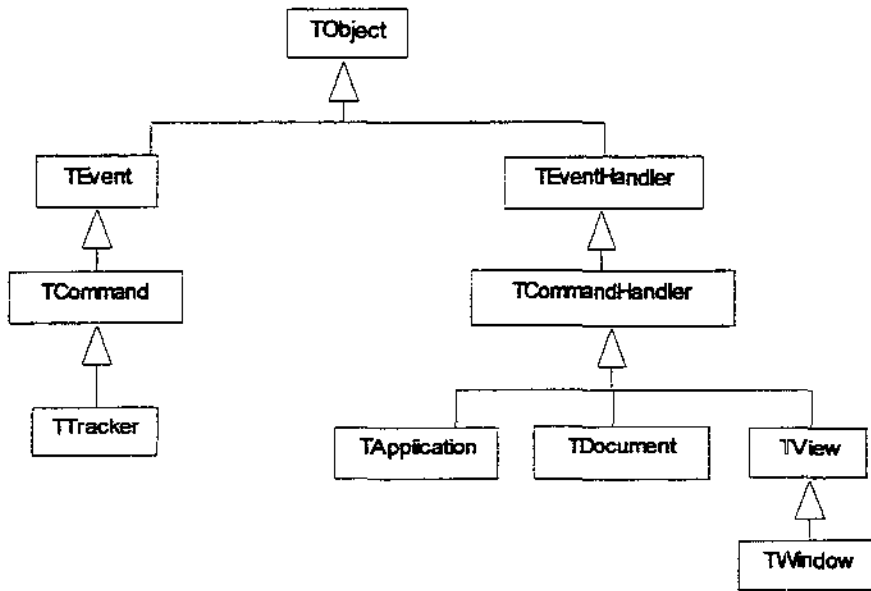 TObject
TEvent
TEventHandler
TCommand
TCommandHandler
TTracker
TApplication
TDocument
TView
TWindow